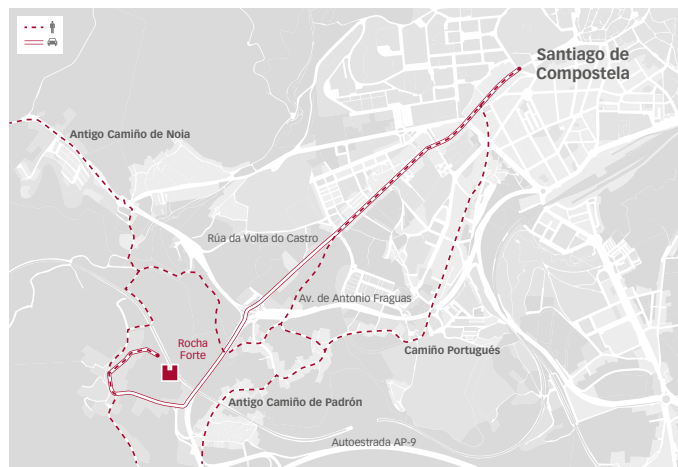 Santiago de
Compostela
Antigo Camiño de Noia
Rúa da Volta do Castro
Av. de Antonio Fraguas
Rocha
Forte
Camiño Portugués
Antigo Camiño de Padrón
Autoestrada AP-9